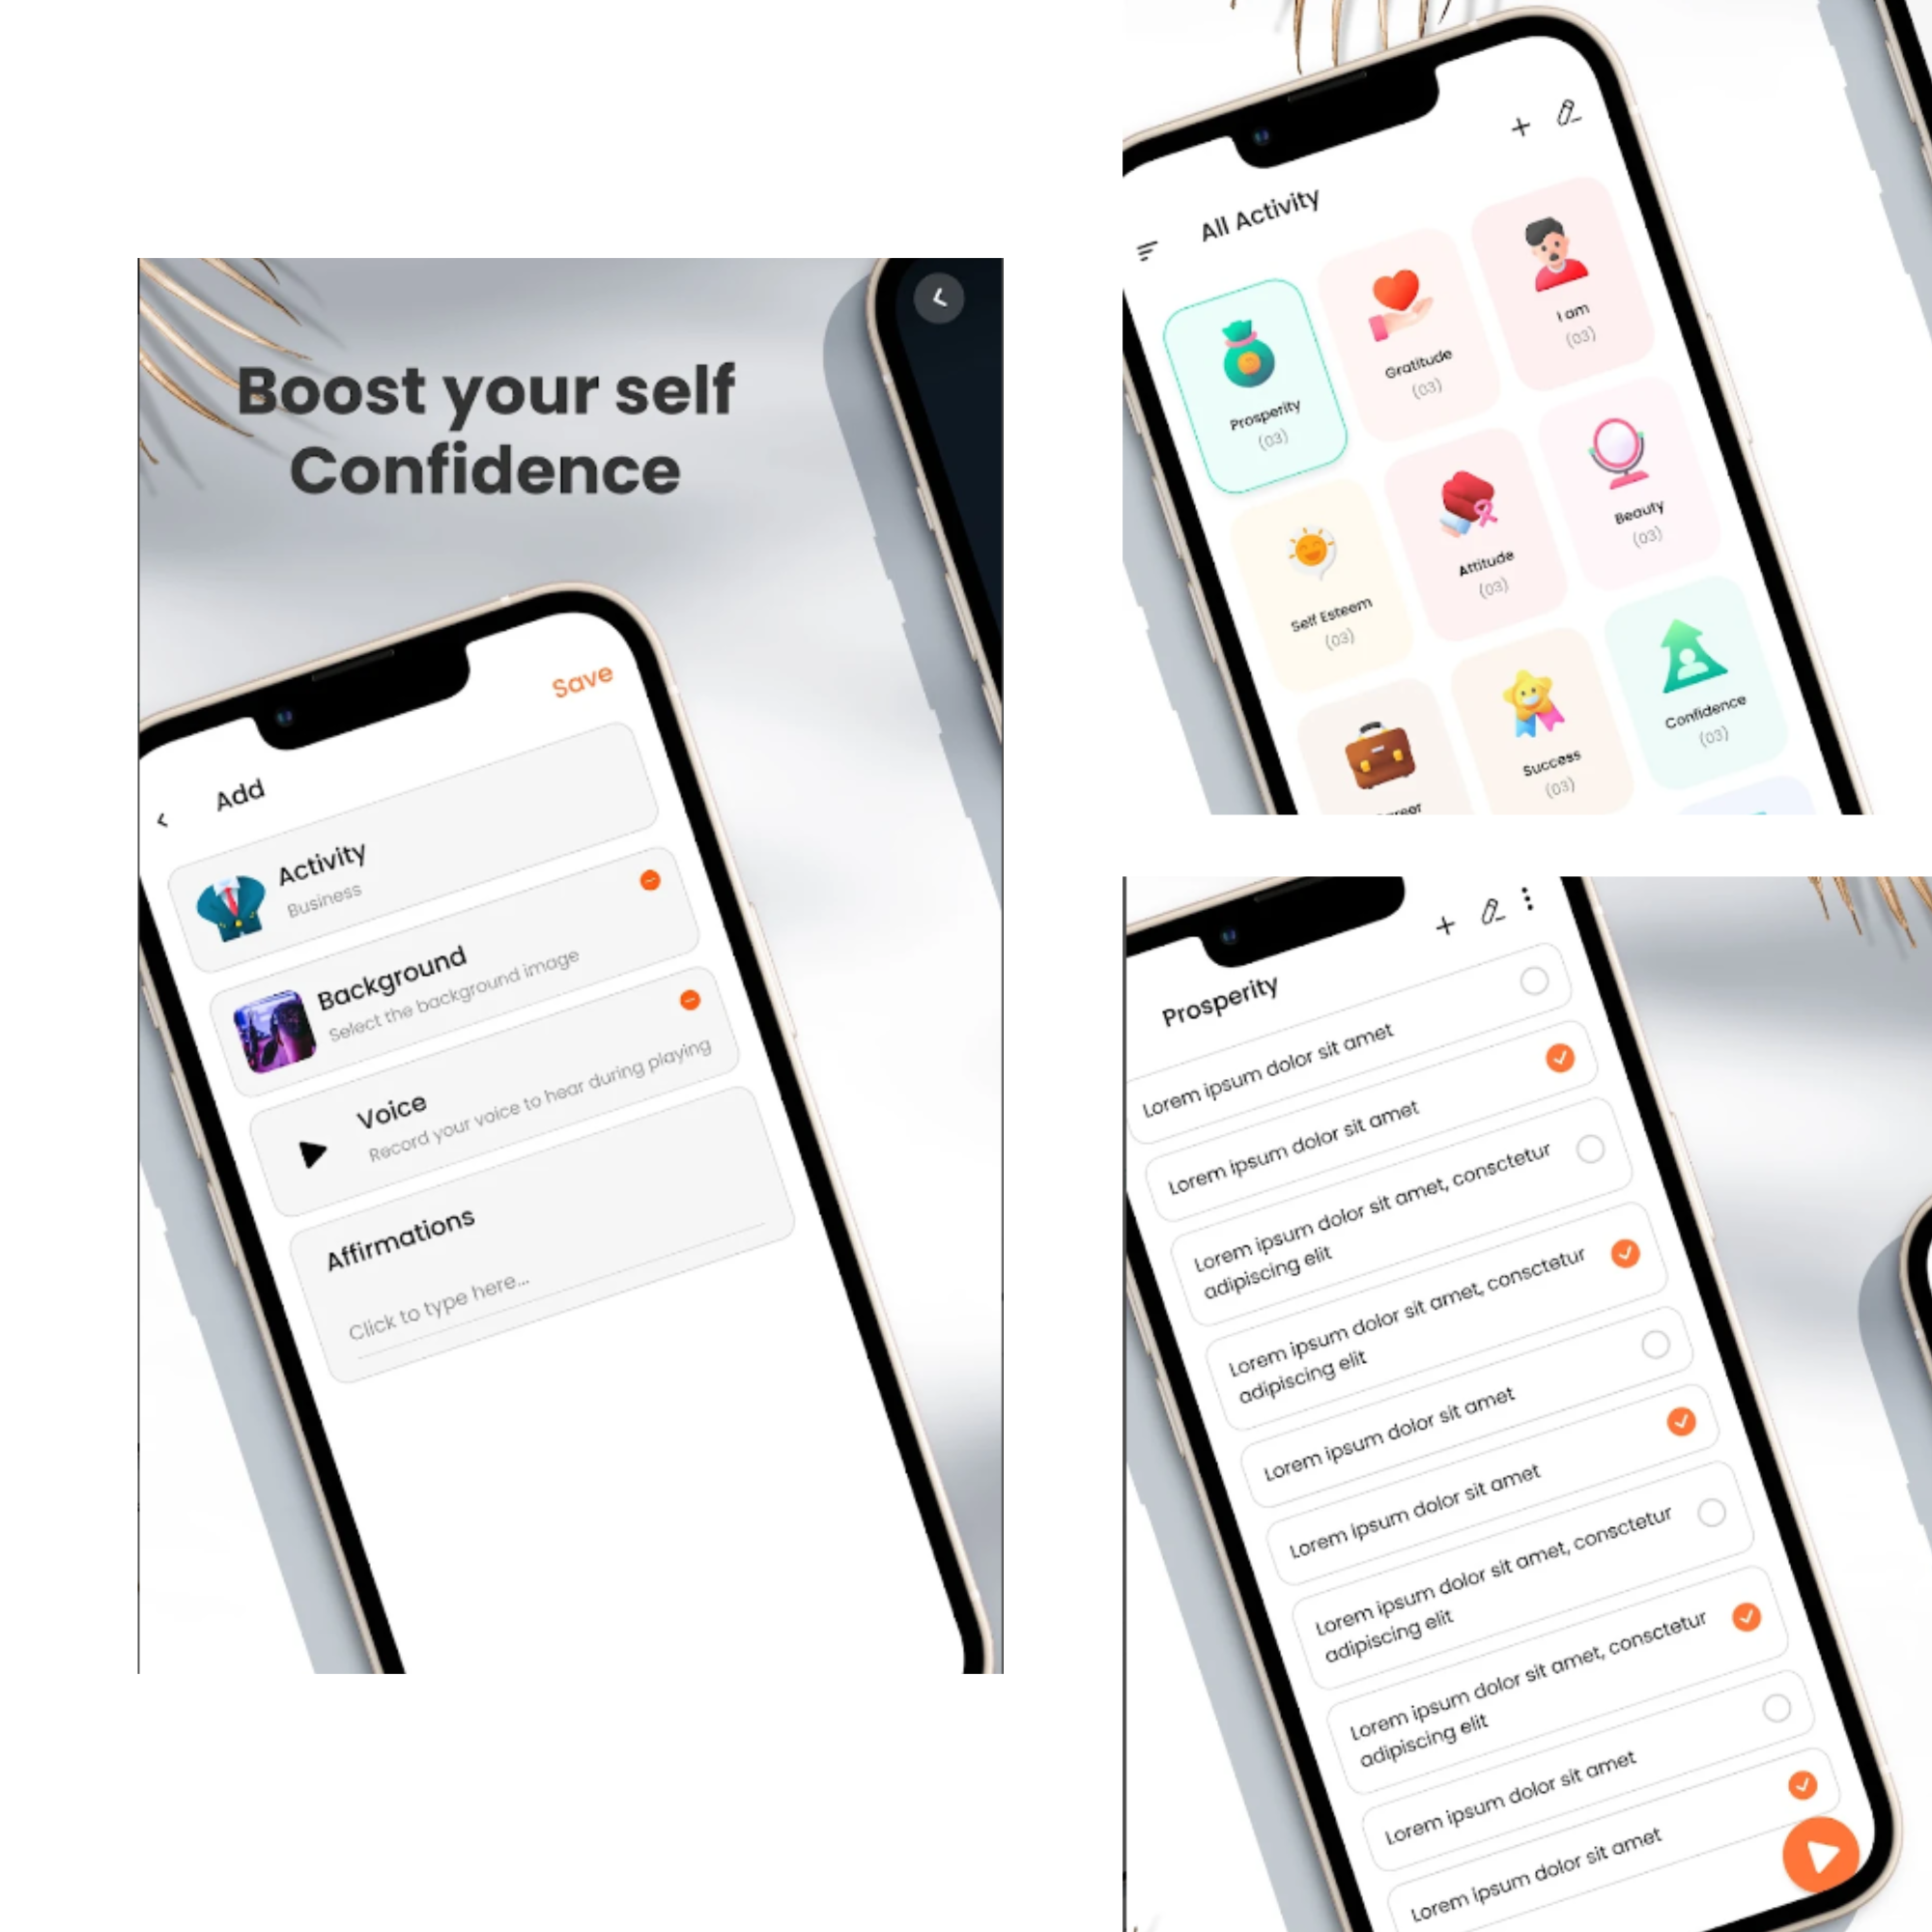 Boost your self
Confidence
Save
Add
Activity
Business
Background
Select the background image
Voice
Record your voice to hear during playing
Affirmations
Click to type here...
All Activity
Prosperity
(03)
Gratitude
(03)
I am
(03)
Self Esteem
(03)
Attitude
(03)
Beauty
(03)
Success
(03)
Confidence
(03)
Prosperity
Lorem ipsum dolor sit amet
Lorem ipsum dolor sit amet
Lorem ipsum dolor sit amet, consctetur
adipiscing elit
Lorem ipsum dolor sit amet, consctetur
adipiscing elit
Lorem ipsum dolor sit amet
Lorem ipsum dolor sit amet
Lorem ipsum dolor sit amet, consctetur
adipiscing elit
Lorem ipsum dolor sit amet, consctetur
adipiscing elit
Lorem ipsum dolor sit amet
Lorem ipsum dolor sit amet